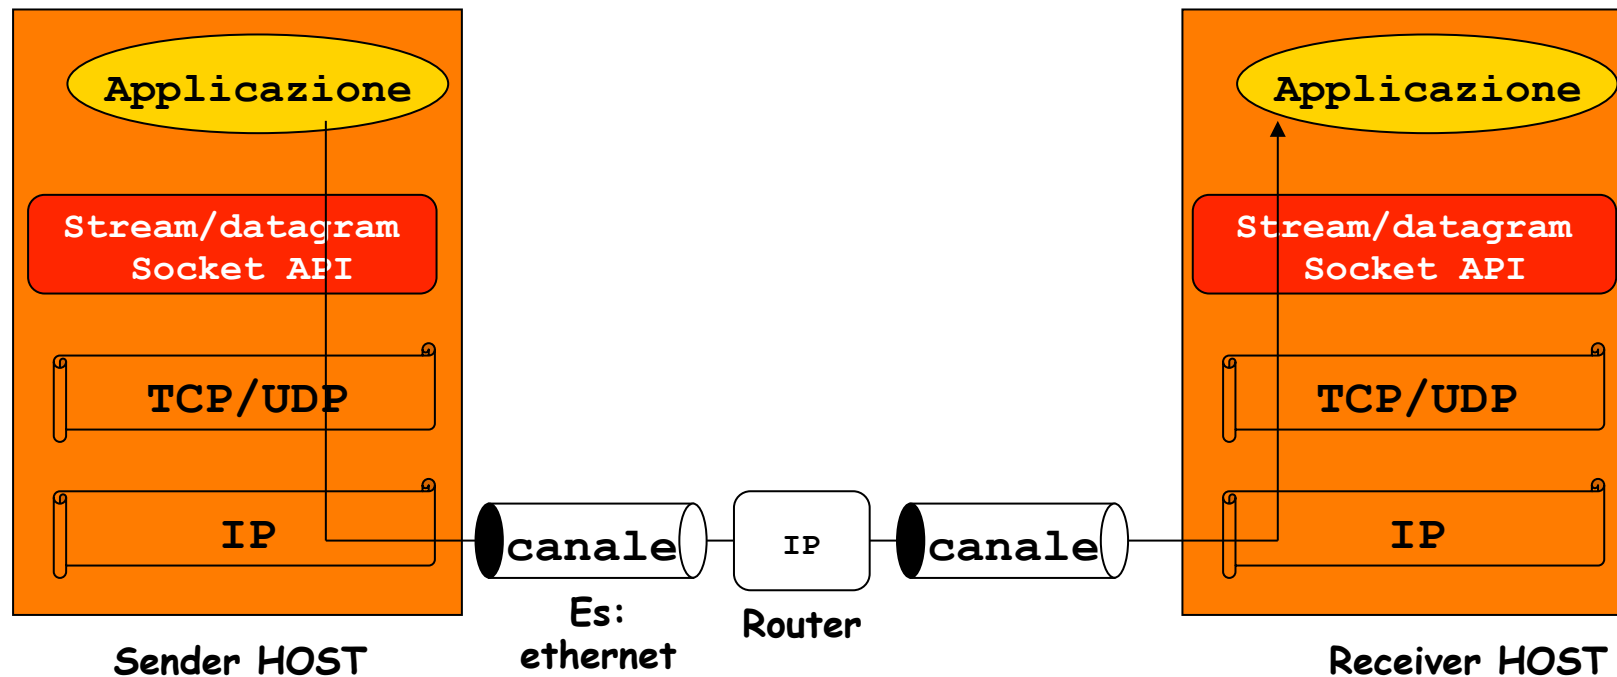 Applicazione
Stream/datagram
Socket API
TCP/UDP
IP
Sender HOST
canale
Es:
ethernet
IP
Router
canale
Applicazione
Stream/datagram
Socket API
TCP/UDP
IP
Receiver HOST